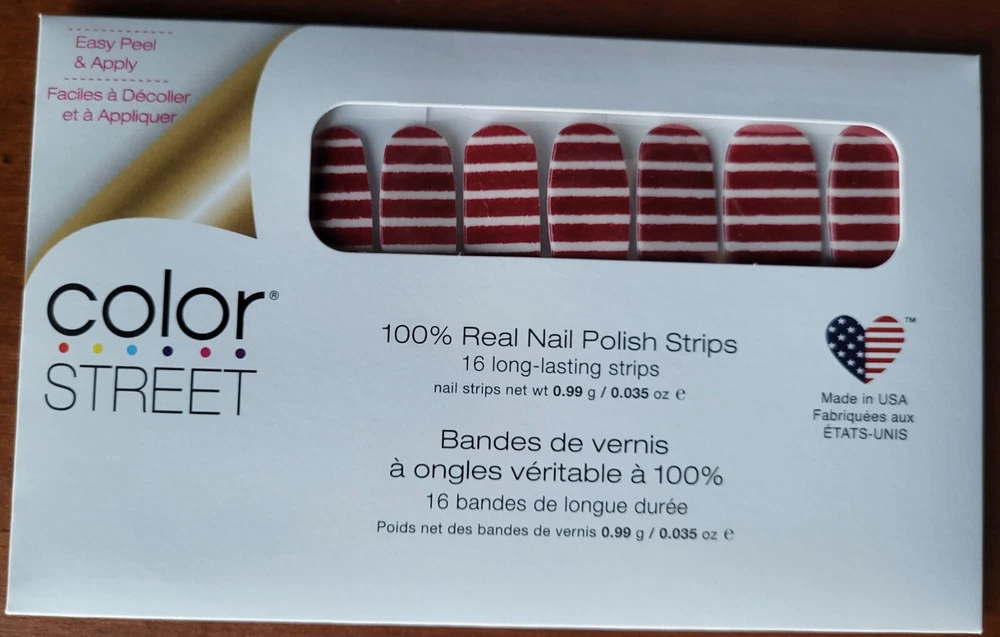 Easy Peel
& Apply
Faciles à Décoller
et à Appliquer
color®
STREET
100% Real Nail Polish Strips
16 long-lasting strips
nail strips net wt 0.99 g / 0.035 oz ℮
Bandes de vernis
à ongles véritable à 100%
16 bandes de longue durée
Poids net des bandes de vernis 0.99 g / 0.035 oz ℮
™
Made in USA
Fabriquées aux
ÉTATS-UNIS